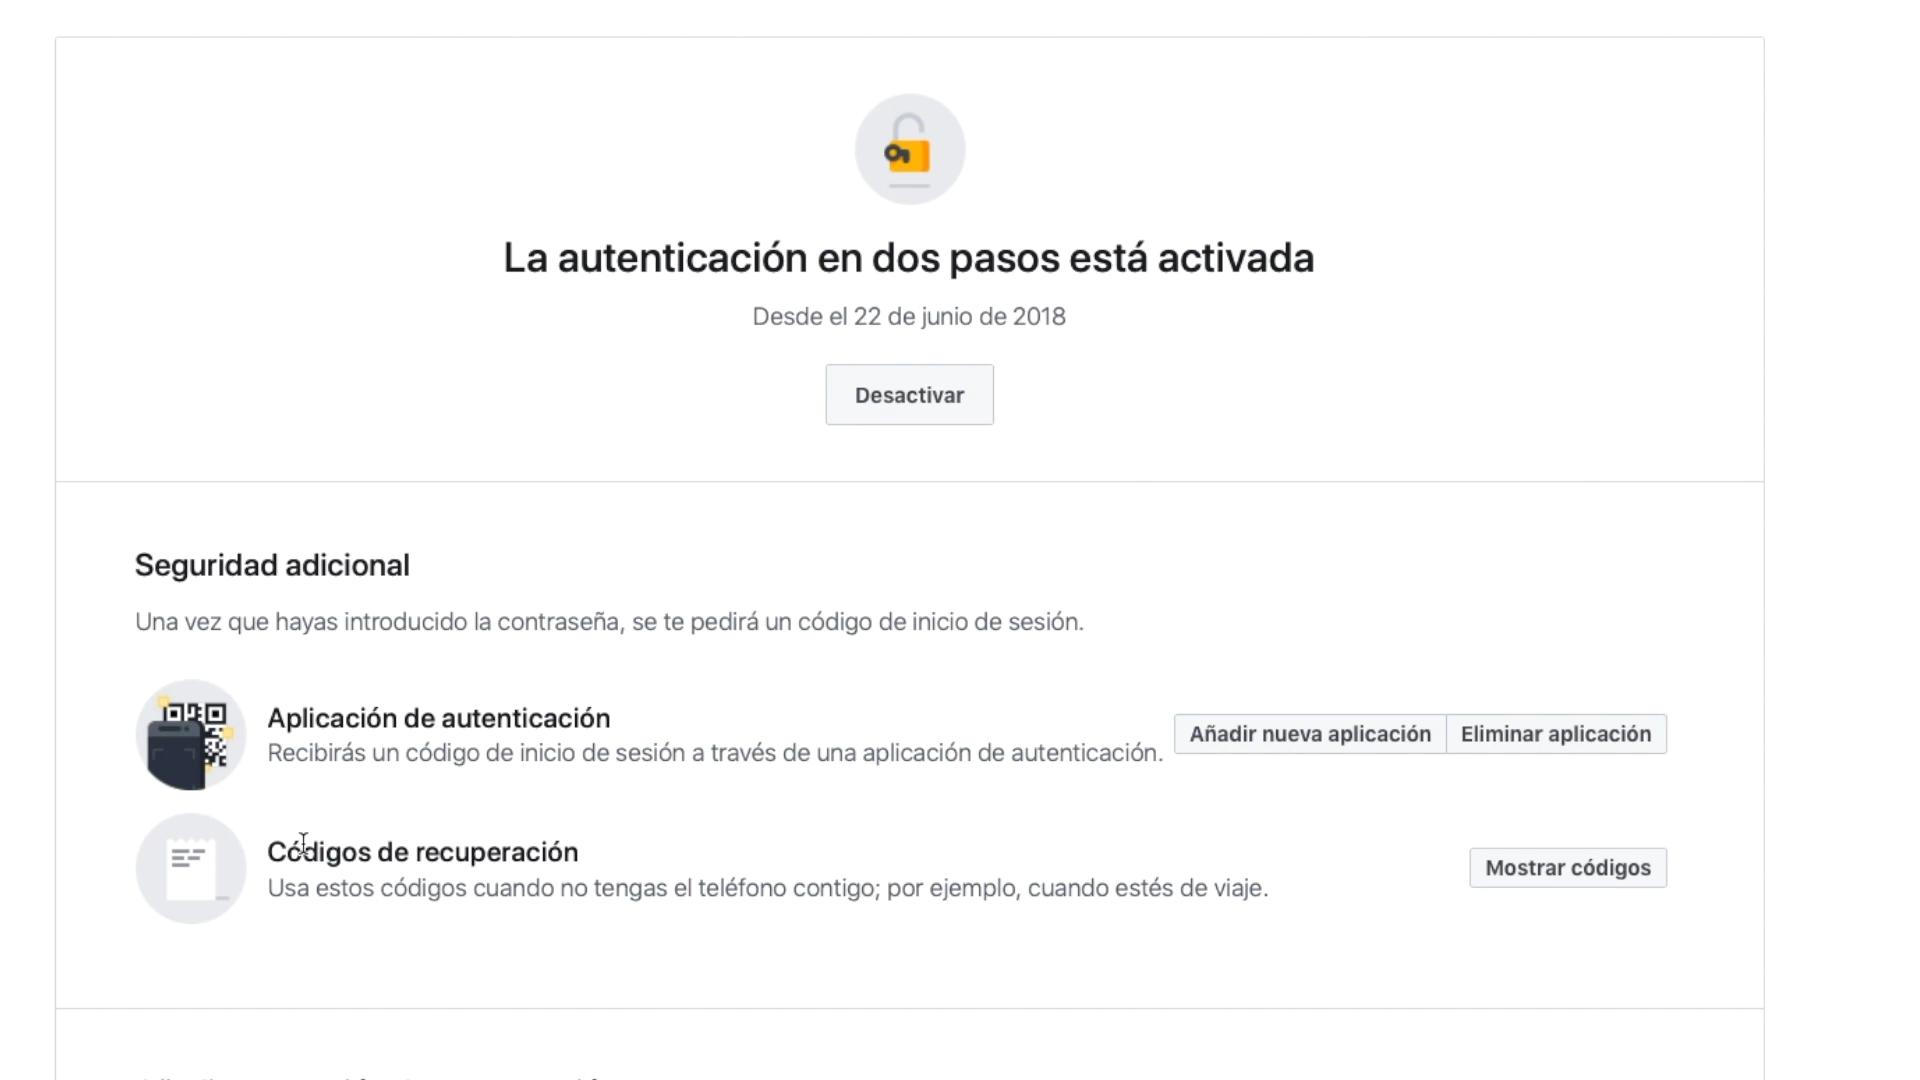 La autenticación en dos pasos está activada
Desde el 22 de junio de 2018
Desactivar
Seguridad adicional
Una vez que hayas introducido la contraseña, se te pedirá un código de inicio de sesión.
Aplicación de autenticación
Recibirás un código de inicio de sesión a través de una aplicación de autenticación.
Añadir nueva aplicación
Eliminar aplicación
Códigos de recuperación
Usa estos códigos cuando no tengas el teléfono contigo; por ejemplo, cuando estés de viaje.
Mostrar códigos